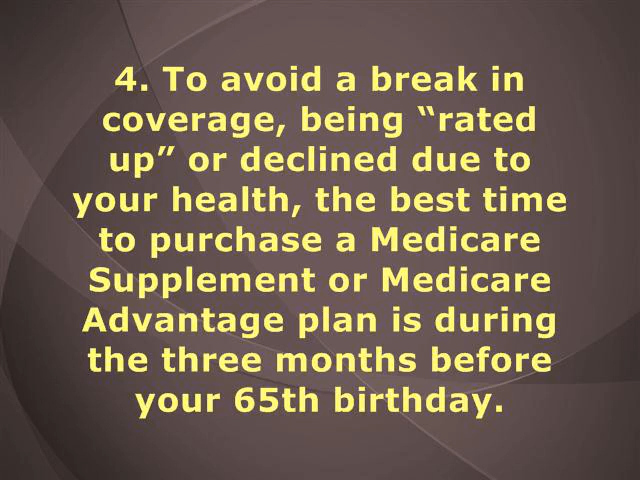 4. To avoid a break in
coverage, being “rated
up” or declined due to
your health, the best time
to purchase a Medicare
Supplement or Medicare
Advantage plan is during
the three months before
your 65th birthday.